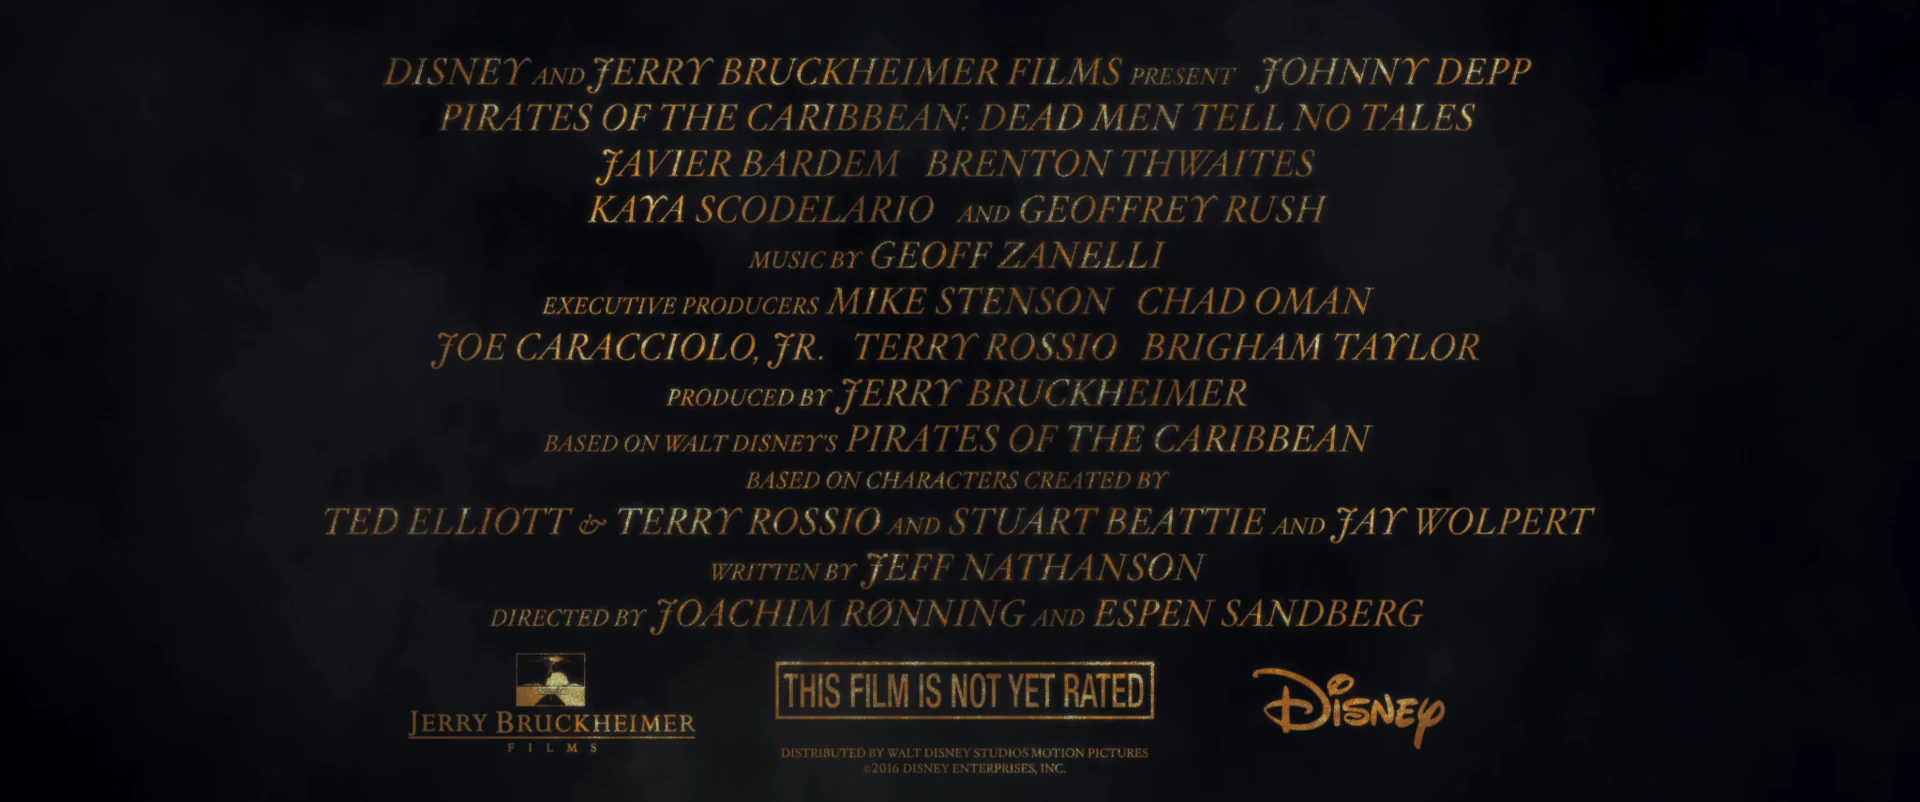 DISNEY AND JERRY BRUCKHEIMER FILMS PRESENT JOHNNY DEPP
PIRATES OF THE CARIBBEAN: DEAD MEN TELL NO TALES
JAVIER BARDEM BRENTON THWAITES
KAYA SCODELARIO AND GEOFFREY RUSH
MUSIC BY GEOFF ZANELLI
EXECUTIVE PRODUCERS MIKE STENSON CHAD OMAN
JOE CARACCIOLO, JR. TERRY ROSSIO BRIGHAM TAYLOR
PRODUCED BY JERRY BRUCKHEIMER
BASED ON WALT DISNEY'S PIRATES OF THE CARIBBEAN
BASED ON CHARACTERS CREATED BY
TED ELLIOTT & TERRY ROSSIO AND STUART BEATTIE AND JAY WOLPERT
WRITTEN BY JEFF NATHANSON
DIRECTED BY JOACHIM RØNNING AND ESPEN SANDBERG
JERRY BRUCKHEIMER
FILMS
THIS FILM IS NOT YET RATED
DISTRIBUTED BY WALT DISNEY STUDIOS MOTION PICTURES
©2016 DISNEY ENTERPRISES, INC.
DISNEY